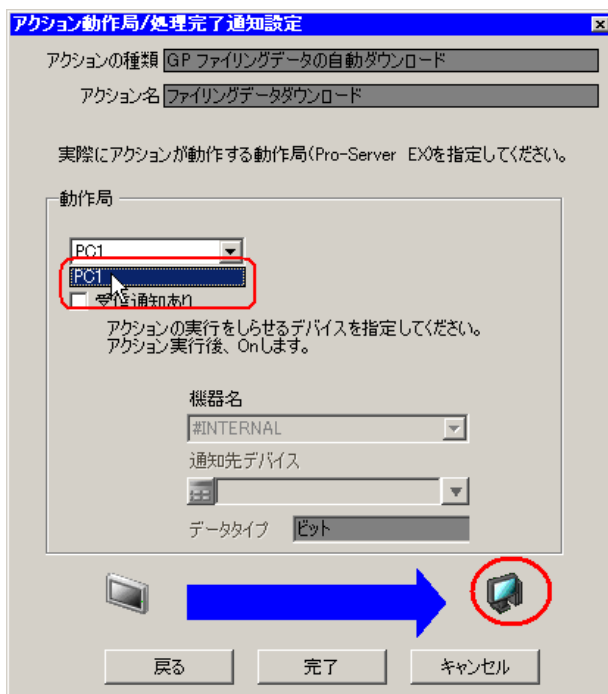 アクション動作局/処理完了通知設定
アクションの種類 GP ファイリングデータの自動ダウンロード
アクション名 ファイリングデータダウンロード
実際にアクションが動作する動作局(Pro-Server EX)を指定してください。
動作局
PC1
PC1
受信通知あり
アクションの実行をしらせるデバイスを指定してください。
アクション実行後、Onします。
機器名
#INTERNAL
通知先デバイス
データタイプ ビット
戻る 完了 キャンセル